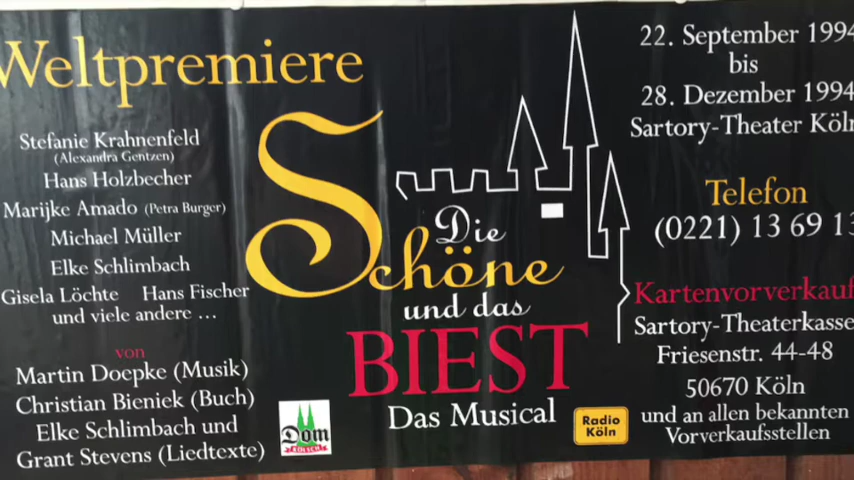 Weltpremiere
Stefanie Krahnenfeld
(Alexandra Gentzen)
Hans Holzbecher
Marijke Amado (Petra Burger)
Michael Müller
Elke Schlimbach
Gisela Löchte Hans Fischer
und viele andere ...
von
Martin Doepke (Musik)
Christian Bieniek (Buch)
Elke Schlimbach und
Grant Stevens (Liedtexte)
Die
Schöne
und das
BIEST
Das Musical
Dom
KÖLSCH
Radio
Köln
22. September 1994
bis
28. Dezember 1994
Sartory-Theater Köln
Telefon
(0221) 13 69 13
Kartenvorverkauf
Sartory-Theaterkasse
Friesenstr. 44-48
50670 Köln
und an allen bekannten
Vorverkaufsstellen